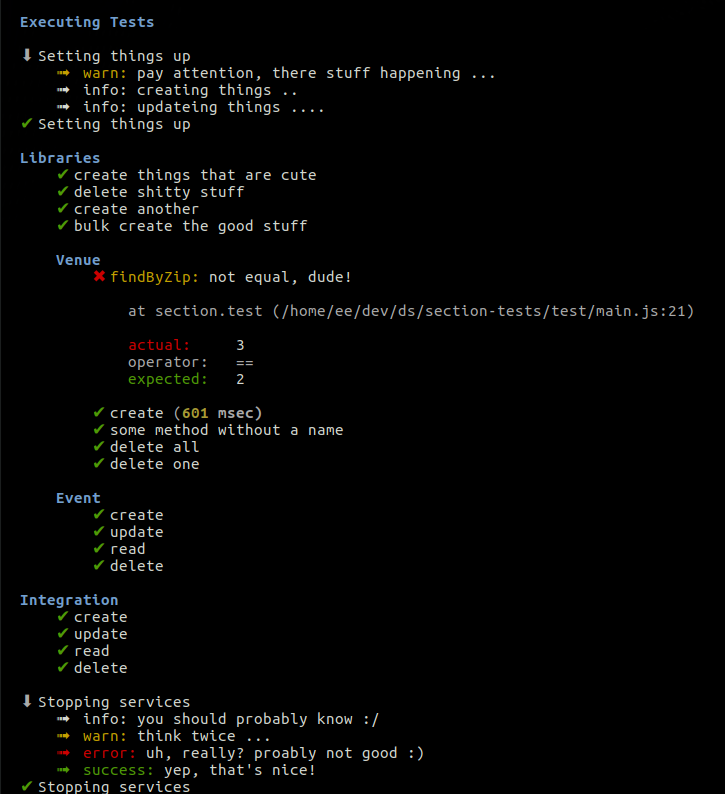 Executing Tests
⬇ Setting things up
➟ warn: pay attention, there stuff happening ...
➟ info: creating things ..
➟ info: updateing things ....
✔ Setting things up
Libraries
✔ create things that are cute
✔ delete shitty stuff
✔ create another
✔ bulk create the good stuff
Venue
✖ findByZip: not equal, dude!
at section.test (/home/ee/dev/ds/section-tests/test/main.js:21)
actual: 3
operator: ==
expected: 2
✔ create (601 msec)
✔ some method without a name
✔ delete all
✔ delete one
Event
✔ create
✔ update
✔ read
✔ delete
Integration
✔ create
✔ update
✔ read
✔ delete
⬇ Stopping services
➟ info: you should probably know :/
➟ warn: think twice ...
➟ error: uh, really? proably not good :)
➟ success: yep, that's nice!
✔ Stopping services